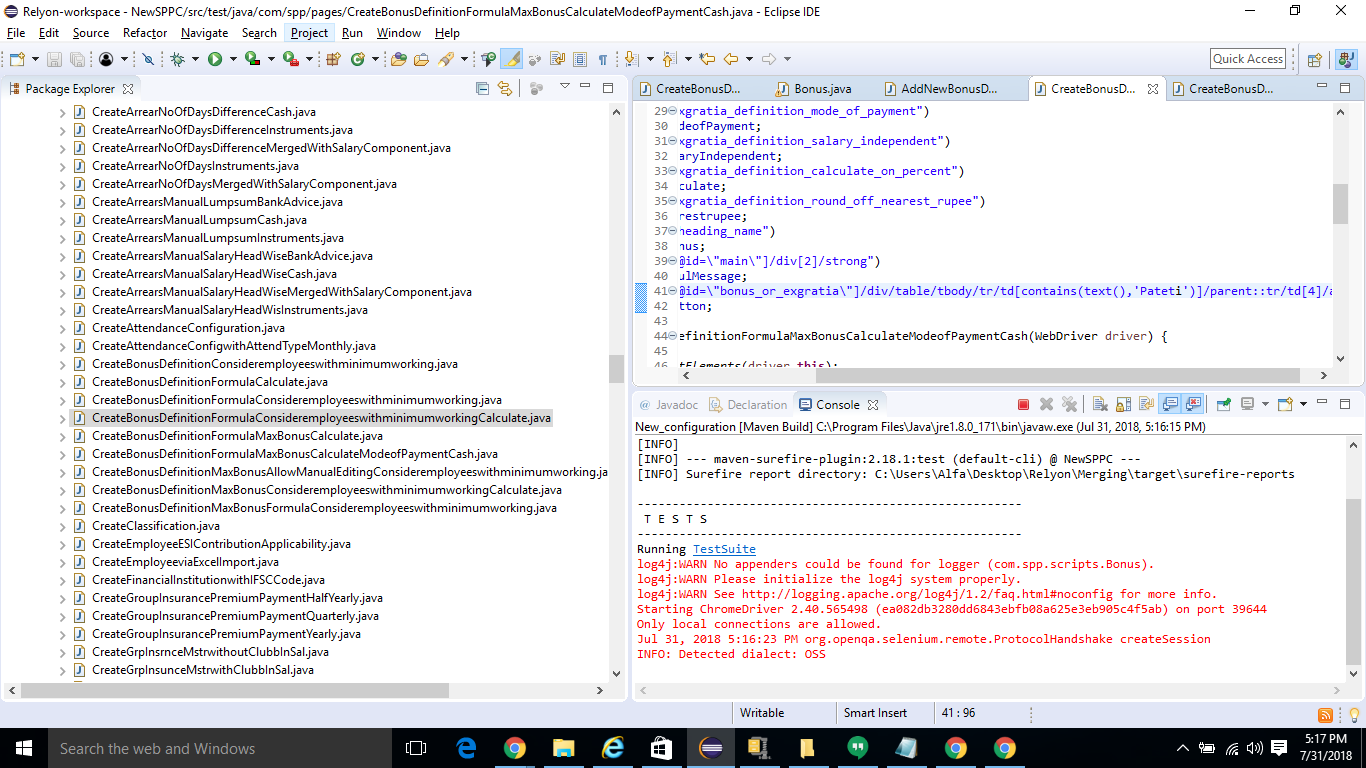 Relyon-workspace - NewSPPC/src/test/java/com/spp/pages/CreateBonusDefinitionFormulaMaxBonusCalculateModeofPaymentCash.java - Eclipse IDE
File Edit Source Refactor Navigate Search Project Run Window Help
Quick Access
Package Explorer
CreateArrearNoOfDaysDifferenceCash.java
CreateArrearNoOfDaysDifferenceInstruments.java
CreateArrearNoOfDaysDifferenceMergedWithSalaryComponent.java
CreateArrearNoOfDaysInstruments.java
CreateArrearNoOfDaysMergedWithSalaryComponent.java
CreateArrearsManualLumpsumBankAdvice.java
CreateArrearsManualLumpsumCash.java
CreateArrearsManualLumpsumInstruments.java
CreateArrearsManualSalaryHeadWiseBankAdvice.java
CreateArrearsManualSalaryHeadWiseCash.java
CreateArrearsManualSalaryHeadWiseMergedWithSalaryComponent.java
CreateArrearsManualSalaryHeadWisInstruments.java
CreateAttendanceConfiguration.java
CreateAttendanceConfigwithAttendTypeMonthly.java
CreateBonusDefinitionConsideremployeeswithminimumworking.java
CreateBonusDefinitionFormulaCalculate.java
CreateBonusDefinitionFormulaConsideremployeeswithminimumworking.java
CreateBonusDefinitionFormulaConsideremployeeswithminimumworkingCalculate.java
CreateBonusDefinitionFormulaMaxBonusCalculate.java
CreateBonusDefinitionFormulaMaxBonusCalculateModeofPaymentCash.java
CreateBonusDefinitionMaxBonusAllowManualEditingConsideremployeeswithminimumworking.ja
CreateBonusDefinitionMaxBonusConsideremployeeswithminimumworkingCalculate.java
CreateBonusDefinitionMaxBonusFormulaConsideremployeeswithminimumworking.java
CreateClassification.java
CreateEmployeeESIContributionApplicability.java
CreateEmployeeviaExcelImport.java
CreateFinancialInstitutionwithIFSCCode.java
CreateGroupInsurancePremiumPaymentHalfYearly.java
CreateGroupInsurancePremiumPaymentQuarterly.java
CreateGroupInsurancePremiumPaymentYearly.java
CreateGrpInsrnceMstrwithoutClubbInSal.java
CreateGrpInsunceMstrwithClubbInSal.java
CreateBonusD... Bonus.java AddNewBonusD... CreateBonusD... CreateBonusD...
29 xgratia_definition_mode_of_payment")
30 deofPayment;
31 xgratia_definition_salary_independent")
32 aryIndependent;
33 xgratia_definition_calculate_on_percent")
34 culate;
35 xgratia_definition_round_off_nearest_rupee")
36 restrupee;
37 heading_name")
38 nus;
39 @id=\"main\"]/div[2]/strong")
40 ulMessage;
41 @id=\"bonus_or_exgratia\"]/div/table/tbody/tr/td[contains(text(),'Pateti')]/parent::tr/td[4]/a
42 tton;
43
44 efinitionFormulaMaxBonusCalculateModeofPaymentCash(WebDriver driver) {
45
46 tElements(driver,this);
@ Javadoc Declaration Console
New_configuration [Maven Build] C:\Program Files\Java\jre1.8.0_171\bin\javaw.exe (Jul 31, 2018, 5:16:15 PM)
[INFO]
[INFO] --- maven-surefire-plugin:2.18.1:test (default-cli) @ NewSPPC ---
[INFO] Surefire report directory: C:\Users\Alfa\Desktop\Relyon\Merging\target\surefire-reports
-------------------------------------------------------
T E S T S
-------------------------------------------------------
Running TestSuite
log4j:WARN No appenders could be found for logger (com.spp.scripts.Bonus).
log4j:WARN Please initialize the log4j system properly.
log4j:WARN See http://logging.apache.org/log4j/1.2/faq.html#noconfig for more info.
Starting ChromeDriver 2.40.565498 (ea082db3280dd6843ebfb08a625e3eb905c4f5ab) on port 39644
Only local connections are allowed.
Jul 31, 2018 5:16:23 PM org.openqa.selenium.remote.ProtocolHandshake createSession
INFO: Detected dialect: OSS
Writable Smart Insert 41 : 96
Search the web and Windows
5:17 PM
7/31/2018